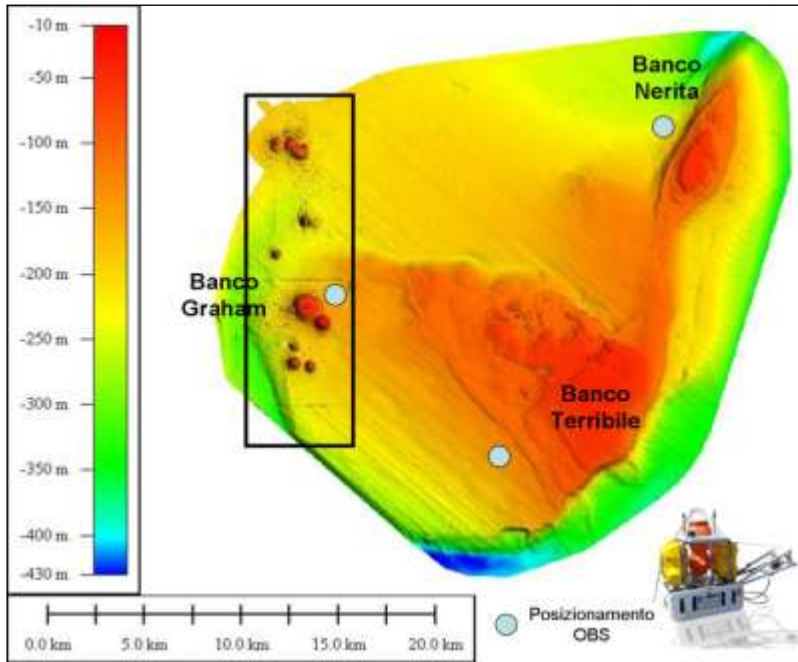 -10 m
-50 m
-100 m
-150 m
-200 m
-250 m
-300 m
-350 m
-400 m
-430 m
Banco
Nerita
Banco
Graham
Banco
Terribile
0.0 km
5.0 km
10.0 km
15.0 km
20.0 km
Posizionamento
OBS